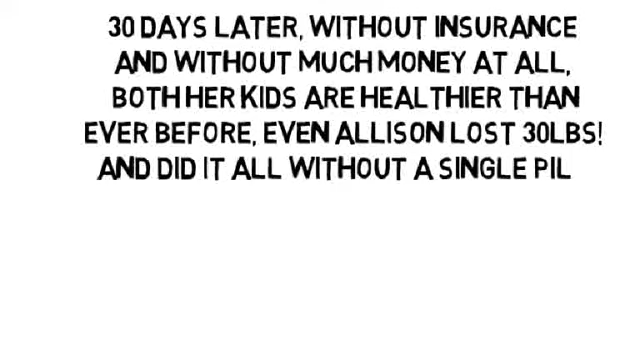 30 DAYS LATER, WITHOUT INSURANCE
AND WITHOUT MUCH MONEY AT ALL,
BOTH HER KIDS ARE HEALTHIER THAN
EVER BEFORE, EVEN ALLISON LOST 30LBS!
AND DID IT ALL WITHOUT A SINGLE PIL